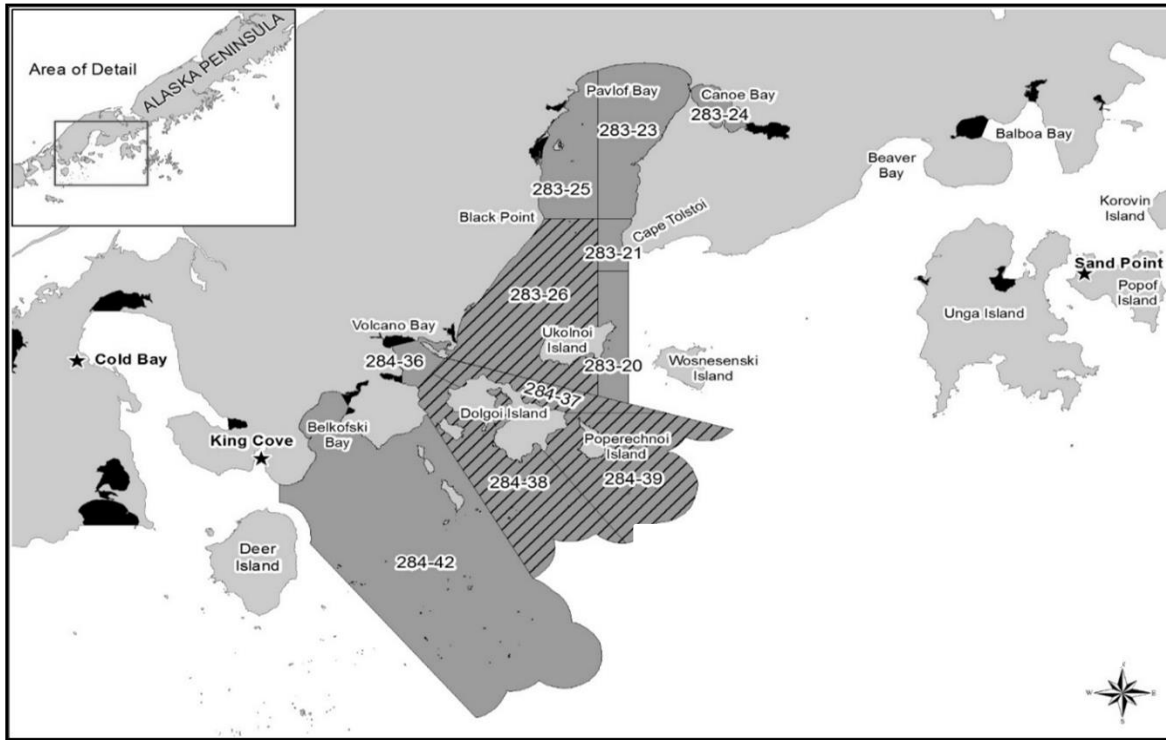 Area of Detail
ALASKA PENINSULA
Pavlof Bay
Canoe Bay
283-24
283-23
Balboa Bay
Beaver
Bay
283-25
Korovin
Island
Black Point
Cape Tolstoi
283-21
Sand Point
Popof
Island
283-26
Unga Island
Volcano Bay
Ukolnoi
Island
Cold Bay
284-36
283-20
Wosnesenski
Island
284-37
Dolgoi Island
Belkofski
Bay
King Cove
Poperechnoi
Island
284-38
284-39
Deer
Island
284-42
W
E